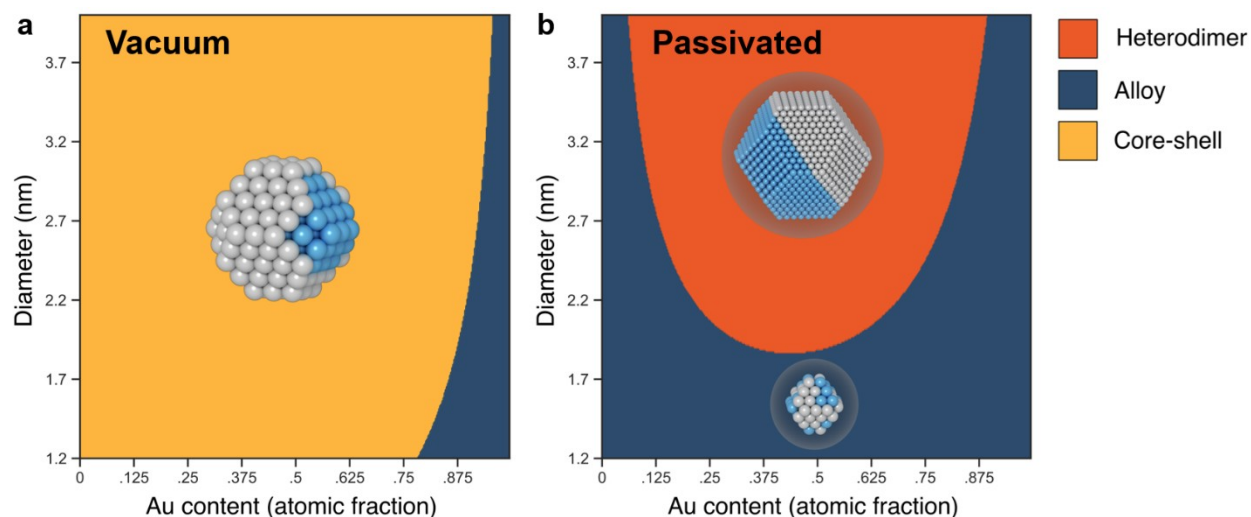 a
Vacuum
Diameter (nm)
3.7
3.2
2.7
2.2
1.7
1.2
0
.125
.25
.375
.5
.625
.75
.875
Au content (atomic fraction)
b
Passivated
Diameter (nm)
3.7
3.2
2.7
2.2
1.7
1.2
0
.125
.25
.375
.5
.625
.75
.875
Au content (atomic fraction)
Heterodimer
Alloy
Core-shell